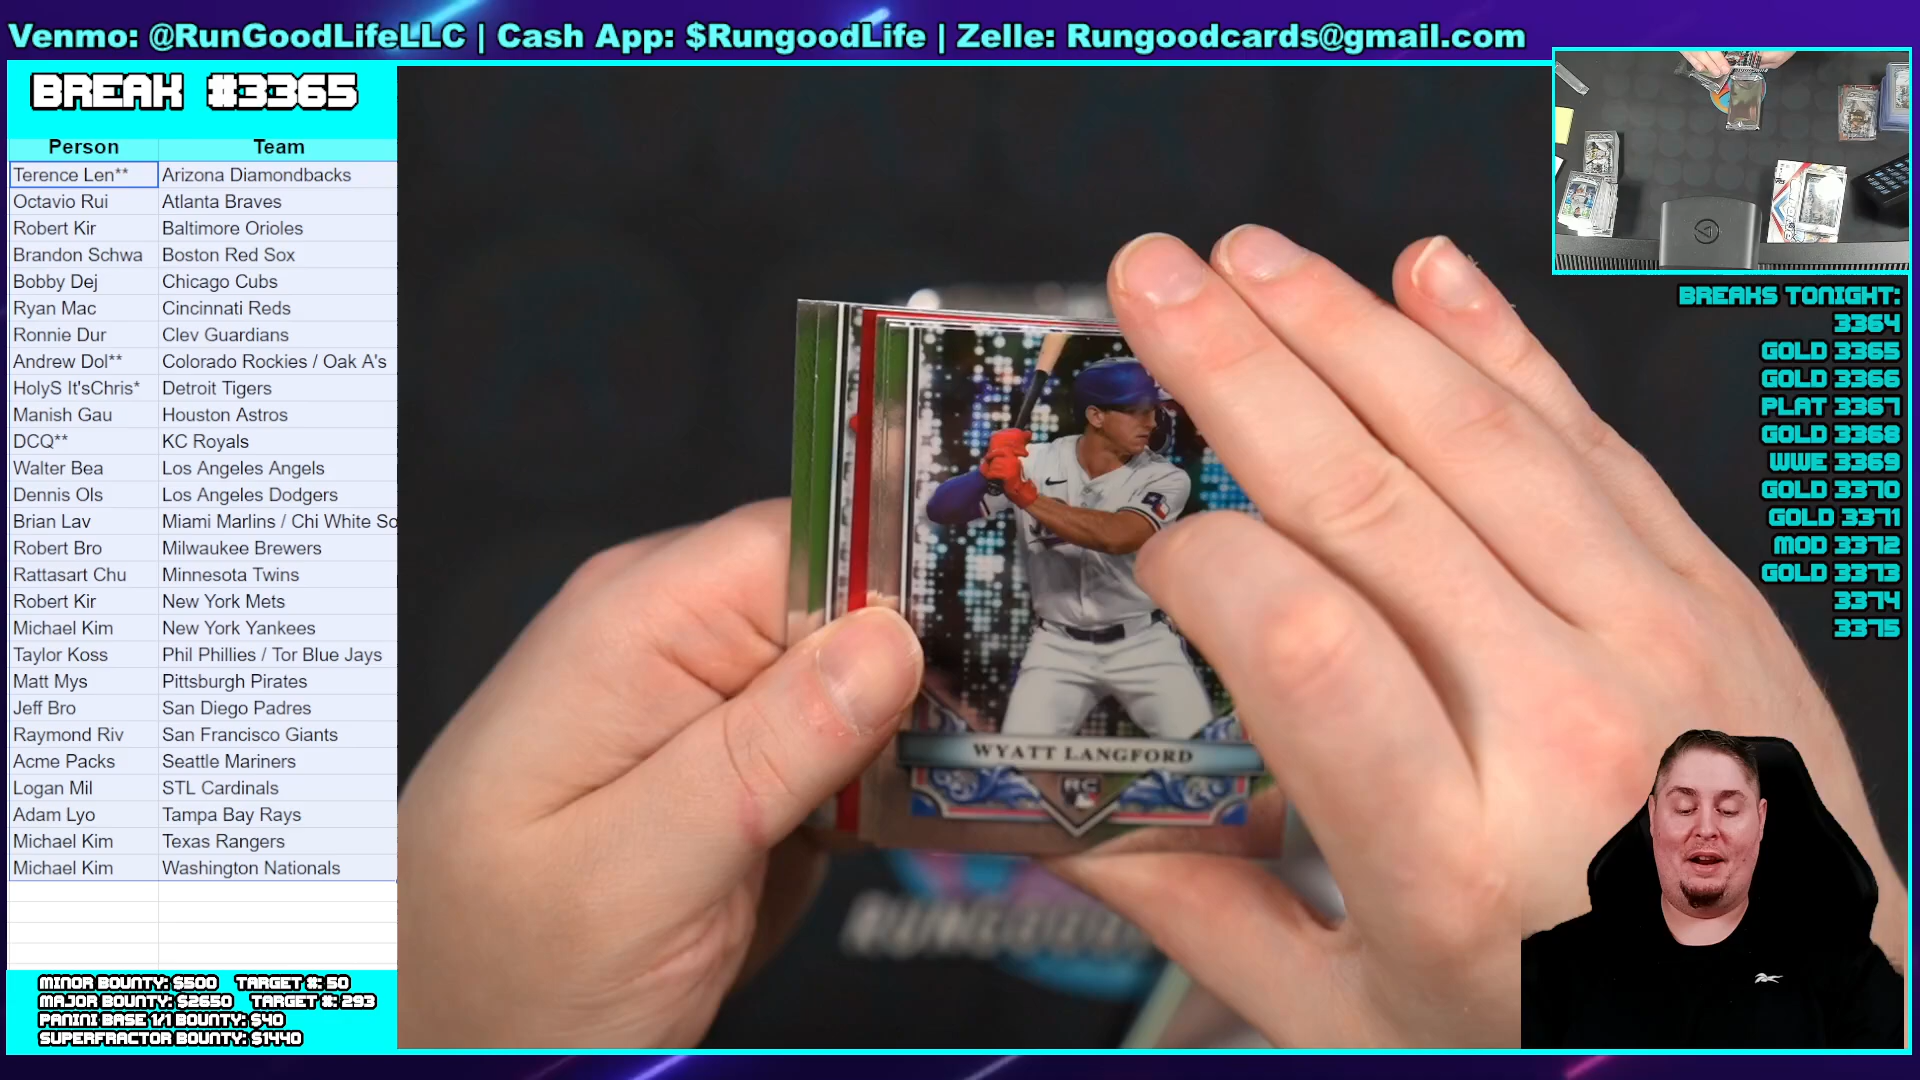 Venmo: @RunGoodLifeLLC | Cash App: $RungoodLife | Zelle: Rungoodcards@gmail.com
BREAK #3365
Person Team
Terence Len** Arizona Diamondbacks
Octavio Rui Atlanta Braves
Robert Kir Baltimore Orioles
Brandon Schwa Boston Red Sox
Bobby Dej Chicago Cubs
Ryan Mac Cincinnati Reds
Ronnie Dur Clev Guardians
Andrew Dol** Colorado Rockies / Oak A's
HolyS It'sChris* Detroit Tigers
Manish Gau Houston Astros
DCQ** KC Royals
Walter Bea Los Angeles Angels
Dennis Ols Los Angeles Dodgers
Brian Lav Miami Marlins / Chi White So
Robert Bro Milwaukee Brewers
Rattasart Chu Minnesota Twins
Robert Kir New York Mets
Michael Kim New York Yankees
Taylor Koss Phil Phillies / Tor Blue Jays
Matt Mys Pittsburgh Pirates
Jeff Bro San Diego Padres
Raymond Riv San Francisco Giants
Acme Packs Seattle Mariners
Logan Mil STL Cardinals
Adam Lyo Tampa Bay Rays
Michael Kim Texas Rangers
Michael Kim Washington Nationals
MINOR BOUNTY: $500 TARGET #: 50
MAJOR BOUNTY: $2650 TARGET #: 293
PANINI BASE 1/1 BOUNTY: $40
SUPERFRACTOR BOUNTY: $1440
WYATT LANGFORD
RC
BREAKS TONIGHT:
3364
GOLD 3365
GOLD 3366
PLAT 3367
GOLD 3368
WWE 3369
GOLD 3370
GOLD 3371
MOD 3372
GOLD 3373
3374
3375